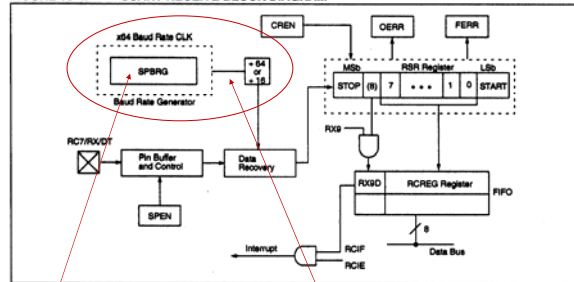 CREN
OERR
FERR
x64 Baud Rate CLK
SPBRG
Baud Rate Generator
÷ 64
or
÷ 16
MSb RSR Register LSb
STOP (8) 7 • • • 1 0 START
RC7/RX/DT
Pin Buffer
and Control
Data
Recovery
RX9
SPEN
RX9D RCREG Register
FIFO
8
Interrupt
RCIF
RCIE
Data Bus